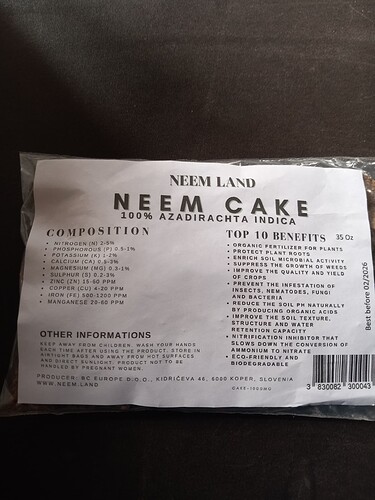 NEEM LAND
NEEM CAKE
100% AZADIRACHTA INDICA
COMPOSITION
• NITROGEN (N) 2-5%
• PHOSPHOROUS (P) 0.5-1%
• POTASSIUM (K) 1-2%
• CALCIUM (CA) 0.5-3%
• MAGNESIUM (MG) 0.3-1%
• SULPHUR (S) 0.2-3%
• ZINC (ZN) 15-60 PPM
• COPPER (CU) 4-20 PPM
• IRON (FE) 500-1200 PPM
• MANGANESE 20-60 PPM
TOP 10 BENEFITS 35 Oz
• ORGANIC FERTILIZER FOR PLANTS
• PROTECT PLANT ROOTS
• ENRICH SOIL MICROBIAL ACTIVITY
• SUPPRESS THE GROWTH OF WEEDS
• IMPROVE THE QUALITY AND YIELD
OF CROPS
• PREVENT THE INFESTATION OF
INSECTS, NEMATODES, FUNGI
AND BACTERIA
• REDUCE THE SOIL PH NATURALLY
BY PRODUCING ORGANIC ACIDS
• IMPROVE THE SOIL TEXTURE,
STRUCTURE AND WATER
RETENTION CAPACITY
• NITRIFICATION INHIBITOR THAT
SLOWS DOWN THE CONVERSION OF
AMMONIUM TO NITRATE
• ECO-FRIENDLY AND
BIODEGRADABLE
Best before 02/2026
OTHER INFORMATIONS
KEEP AWAY FROM CHILDREN. WASH YOUR HANDS
EACH TIME AFTER USING THE PRODUCT. STORE IN
AIRTIGHT BAGS AND AWAY FROM HOT SURFACES
AND DIRECT SUNLIGHT. PRODUCT NOT TO BE
HANDLED BY PREGNANT WOMEN.
PRODUCER: BC EUROPE D.O.O., KIDRIČEVA 46, 6000 KOPER, SLOVENIA
WWW.NEEM.LAND
3 830082 300043